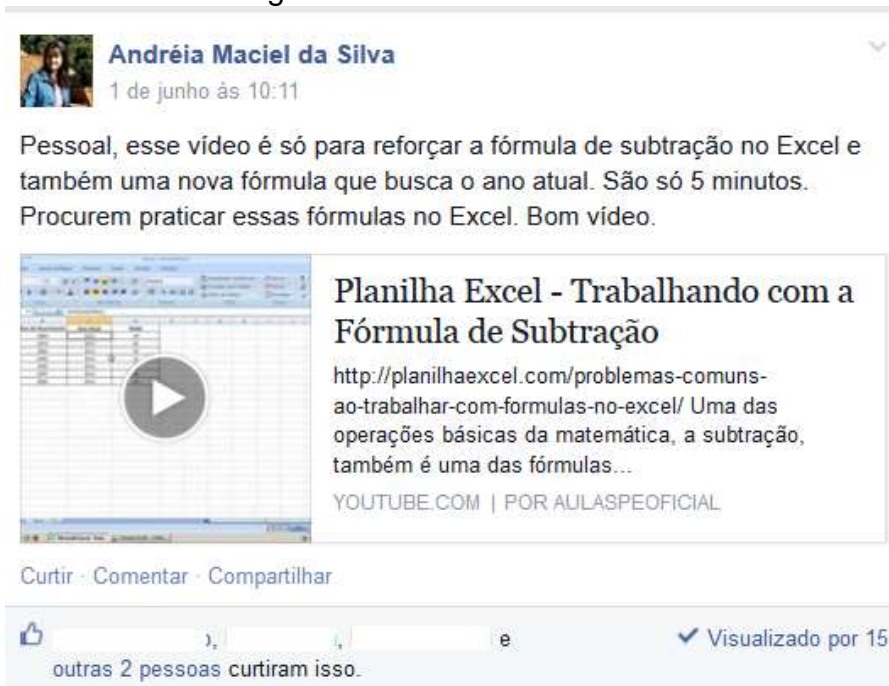 Andréia Maciel da Silva
1 de junho às 10:11
Pessoal, esse vídeo é só para reforçar a fórmula de subtração no Excel e
também uma nova fórmula que busca o ano atual. São só 5 minutos.
Procurem praticar essas fórmulas no Excel. Bom vídeo.
Planilha Excel - Trabalhando com a
Fórmula de Subtração
http://planilhaexcel.com/problemas-comuns-
ao-trabalhar-com-formulas-no-excel/ Uma das
operações básicas da matemática, a subtração,
também é uma das fórmulas...
YOUTUBE.COM | POR AULASPEOFICIAL
Curtir · Comentar · Compartilhar
, , e
outras 2 pessoas curtiram isso.
Visualizado por 15